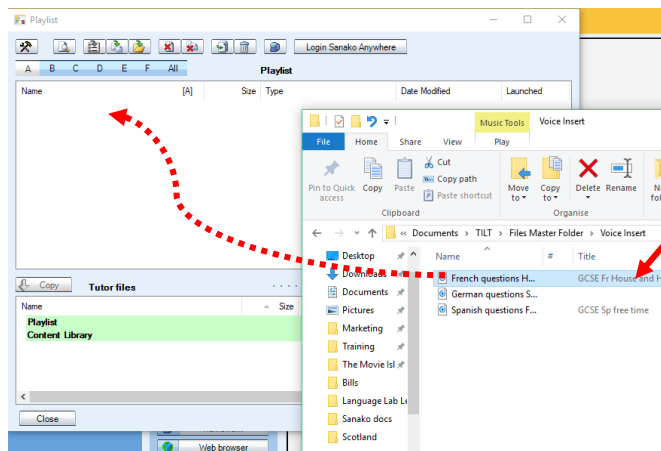 Playlist
Login Sanako Anywhere
A B C D E F All Playlist
Name [A] Size Type Date Modified Launched
Copy Tutor files
Name Size
Playlist
Content Library
Close
Web browser
Music Tools Voice Insert
File Home Share View Play
Pin to Quick access
Copy
Paste
Cut
Copy path
Paste shortcut
Move to
Copy to
Delete
Rename
Clipboard Organise
« Documents > TILT > Files Master Folder > Voice Insert
Name # Title
Desktop
Downloads
Documents
Pictures
Marketing
Training
The Movie Isl
Bills
Language Lab Le
Sanako docs
Scotland
French questions H... GCSE Fr House and H
German questions S...
Spanish questions F... GCSE Sp free time